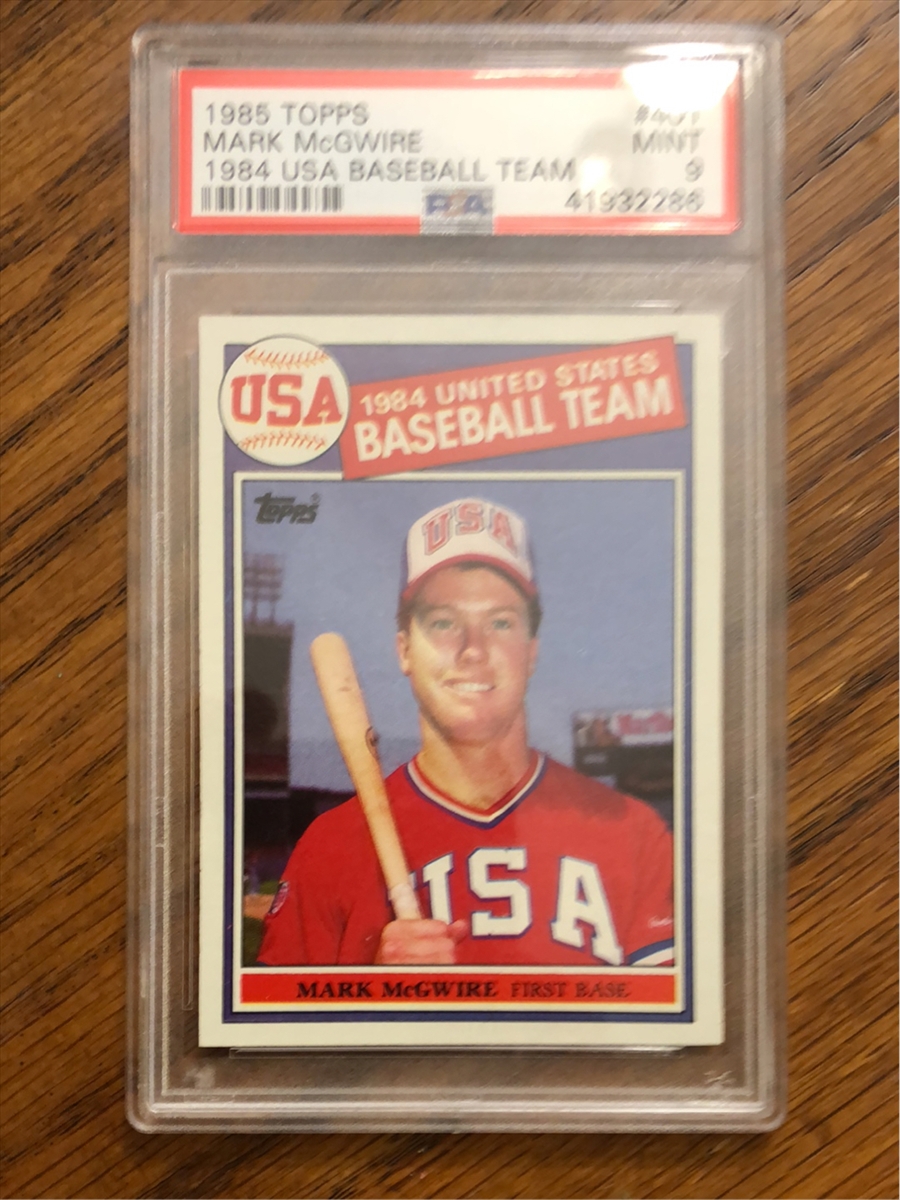 1985 TOPPS
MARK McGWIRE MINT
1984 USA BASEBALL TEAM 9
PSA 41932286
USA
1984 UNITED STATES
BASEBALL TEAM
TOPPS
USA
USA
MARK McGWIRE FIRST BASE